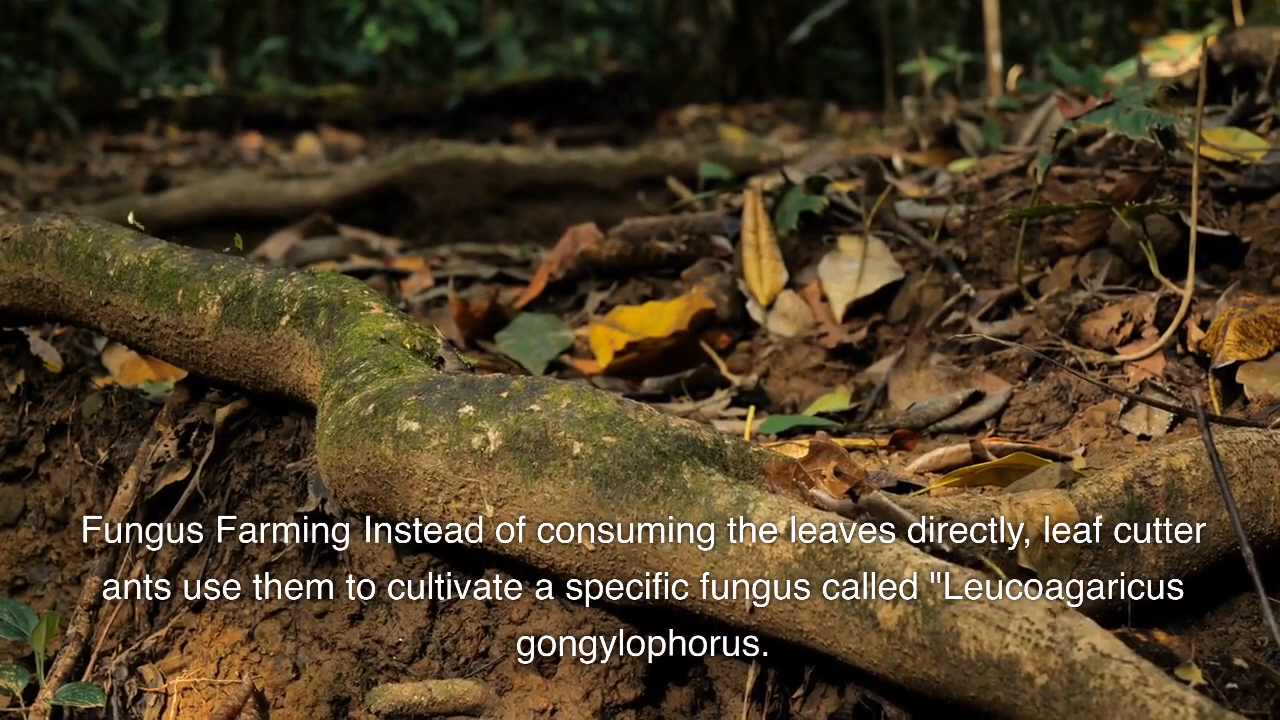 Fungus Farming Instead of consuming the leaves directly, leaf cutter
ants use them to cultivate a specific fungus called "Leucoagaricus
gongylophorus.